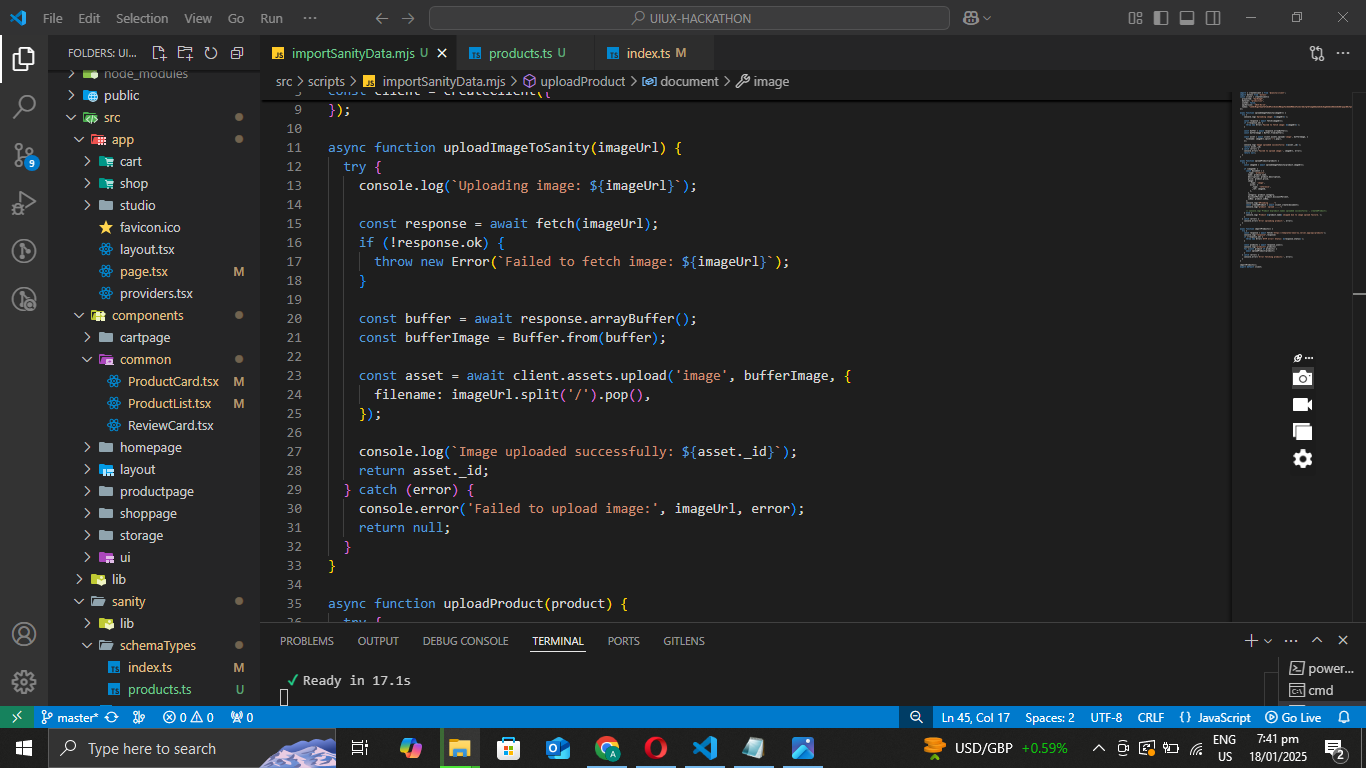 File Edit Selection View Go Run ··· UIUX-HACKATHON
FOLDERS: UI...
importSanityData.mjs U
products.ts U
index.ts M
src > scripts > importSanityData.mjs > uploadProduct > document > image
node_modules
public
src
app
cart
shop
studio
favicon.ico
layout.tsx
page.tsx M
providers.tsx
components
cartpage
common
ProductCard.tsx M
ProductList.tsx M
ReviewCard.tsx
homepage
layout
productpage
shoppage
storage
ui
lib
sanity
lib
schemaTypes
index.ts M
products.ts U
9
const client = createClient({
9 });
10
11 async function uploadImageToSanity(imageUrl) {
12 try {
13 console.log(`Uploading image: ${imageUrl}`);
14
15 const response = await fetch(imageUrl);
16 if (!response.ok) {
17 throw new Error(`Failed to fetch image: ${imageUrl}`);
18 }
19
20 const buffer = await response.arrayBuffer();
21 const bufferImage = Buffer.from(buffer);
22
23 const asset = await client.assets.upload('image', bufferImage, {
24 filename: imageUrl.split('/').pop(),
25 });
26
27 console.log(`Image uploaded successfully: ${asset._id}`);
28 return asset._id;
29 } catch (error) {
30 console.error('Failed to upload image:', imageUrl, error);
31 return null;
32 }
33 }
34
35 async function uploadProduct(product) {
36 try {
PROBLEMS OUTPUT DEBUG CONSOLE TERMINAL PORTS GITLENS
✓ Ready in 17.1s
power...
cmd
master* 0 0 0 Ln 45, Col 17 Spaces: 2 UTF-8 CRLF {} JavaScript Go Live
Type here to search
USD/GBP +0.59%
ENG
US
7:41 pm
18/01/2025
2